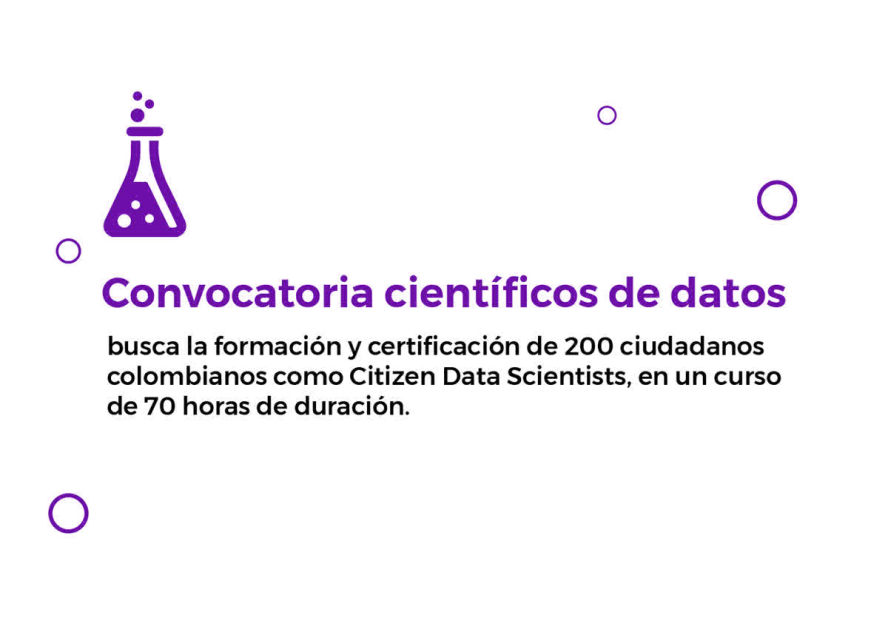 Convocatoria científicos de datos
busca la formación y certificación de 200 ciudadanos
colombianos como Citizen Data Scientists, en un curso
de 70 horas de duración.